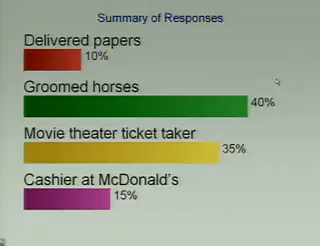 Summary of Responses
Delivered papers
10%
Groomed horses
40%
Movie theater ticket taker
35%
Cashier at McDonald's
15%